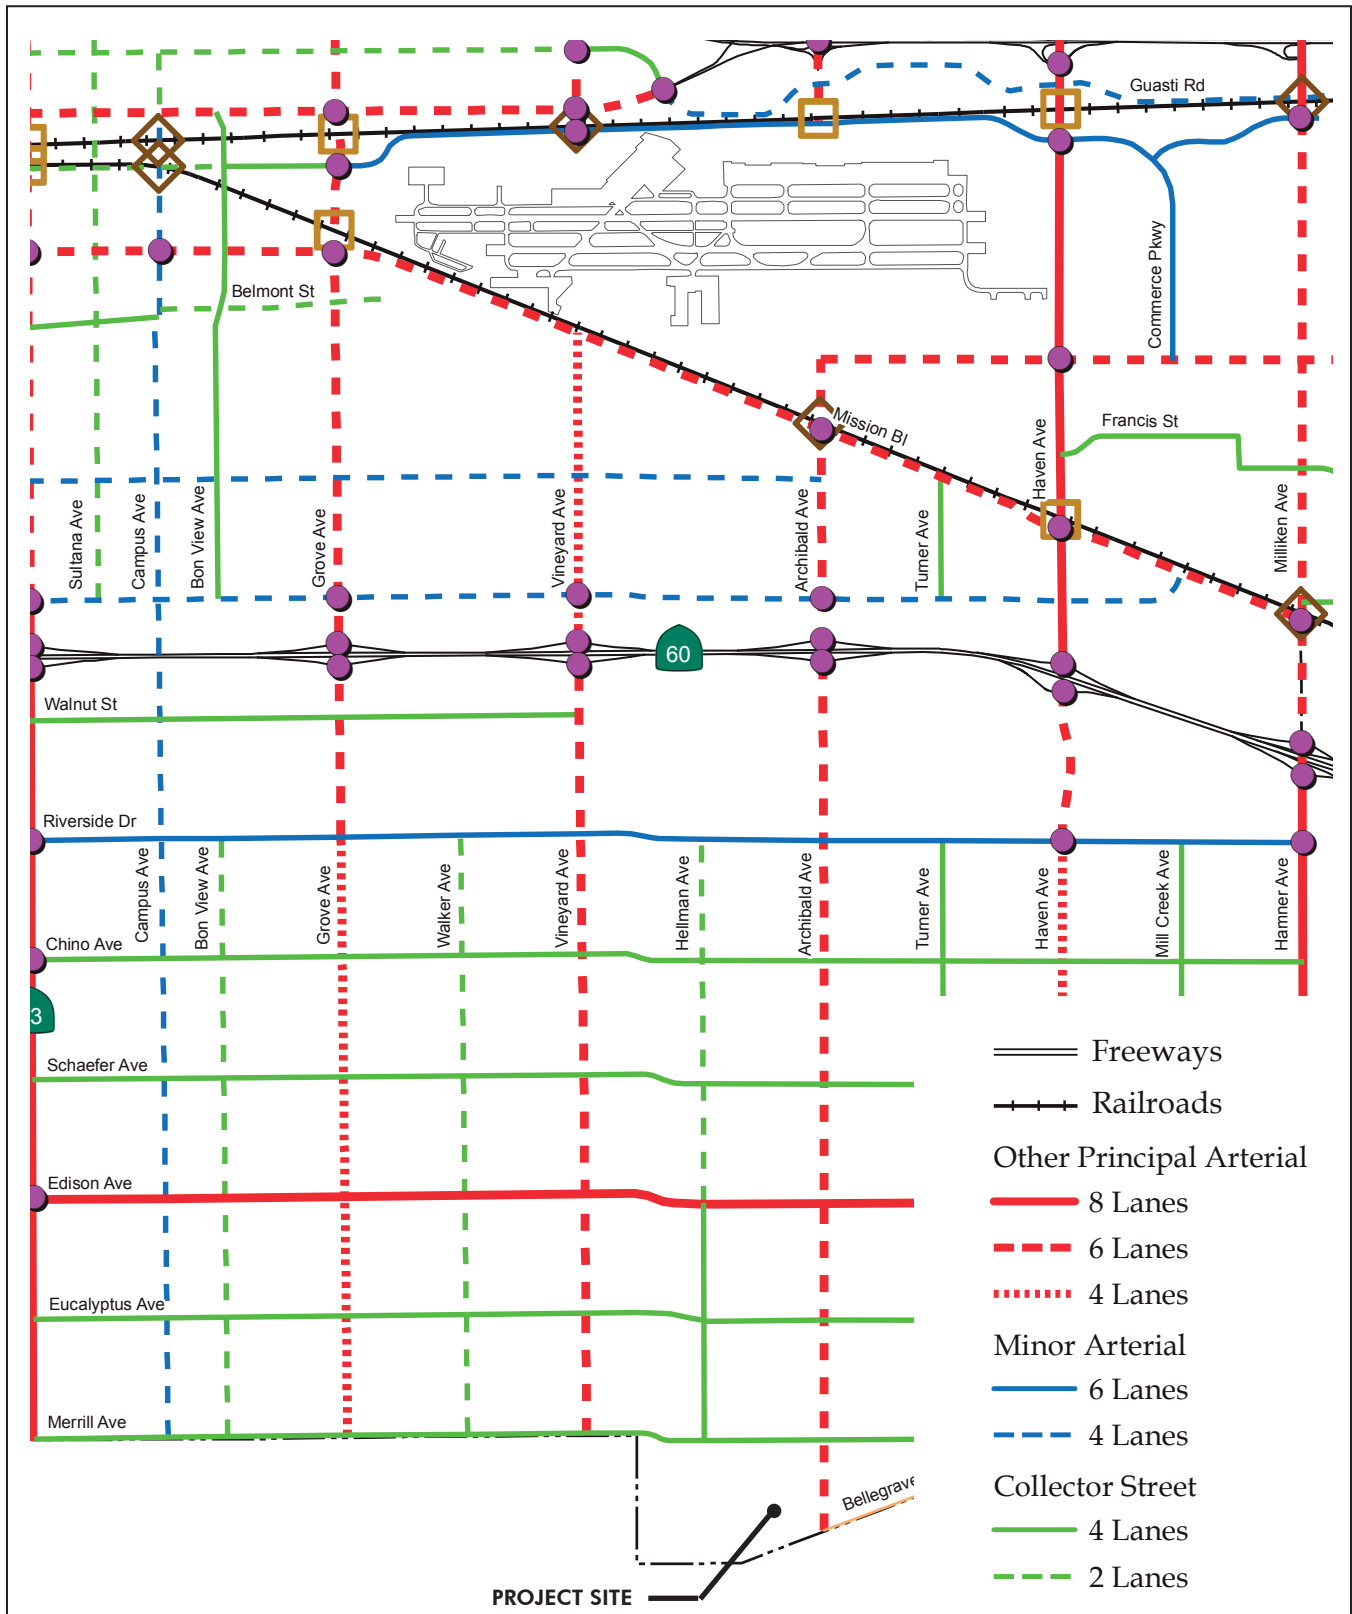 Guasti Rd
Commerce Pkwy
Belmont St
Mission Bl
Francis St
Sultana Ave
Campus Ave
Bon View Ave
Grove Ave
Vineyard Ave
Archibald Ave
Turner Ave
Haven Ave
Milliken Ave
60
Walnut St
Riverside Dr
Campus Ave
Bon View Ave
Grove Ave
Walker Ave
Vineyard Ave
Hellman Ave
Archibald Ave
Turner Ave
Haven Ave
Mill Creek Ave
Hamner Ave
Chino Ave
3
Schaefer Ave
Edison Ave
Eucalyptus Ave
Merrill Ave
Bellegrave
PROJECT SITE
Freeways
Railroads
Other Principal Arterial
8 Lanes
6 Lanes
4 Lanes
Minor Arterial
6 Lanes
4 Lanes
Collector Street
4 Lanes
2 Lanes